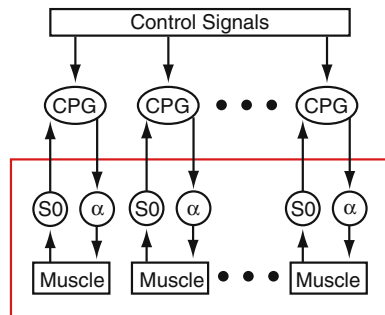 Control Signals
CPG CPG CPG
S0 α S0 α S0 α
Muscle Muscle Muscle